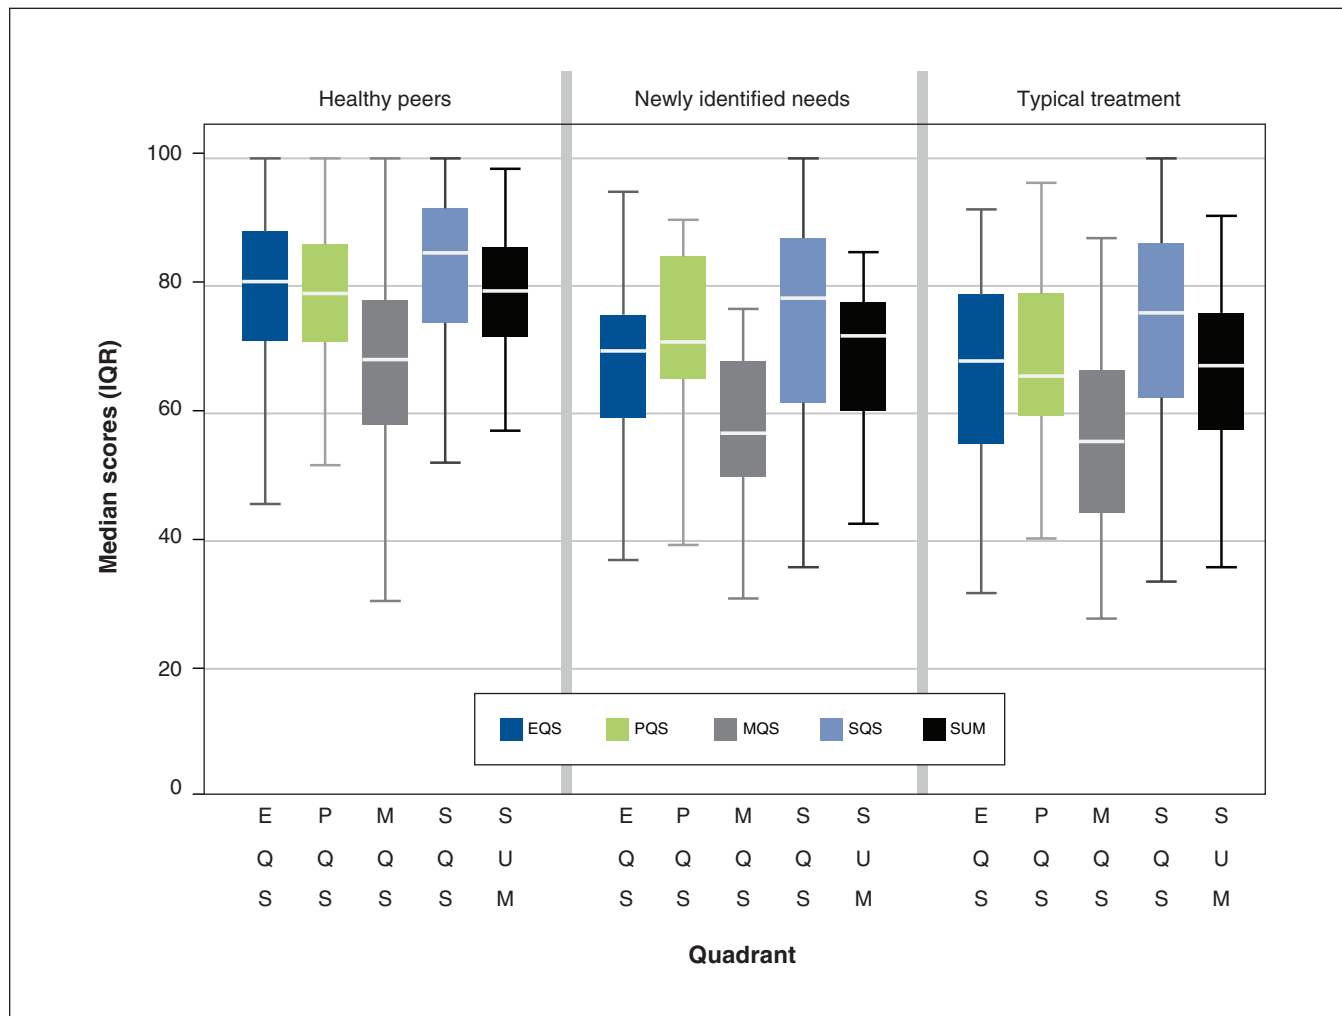 Healthy peers
Newly identified needs
Typical treatment
Median scores (IQR)
100
80
60
40
20
0
EQS PQS MQS SQS SUM
E P M S S E P M S S E P M S S
Q Q Q Q U Q Q Q Q U Q Q Q Q U
S S S S M S S S S M S S S S M
Quadrant